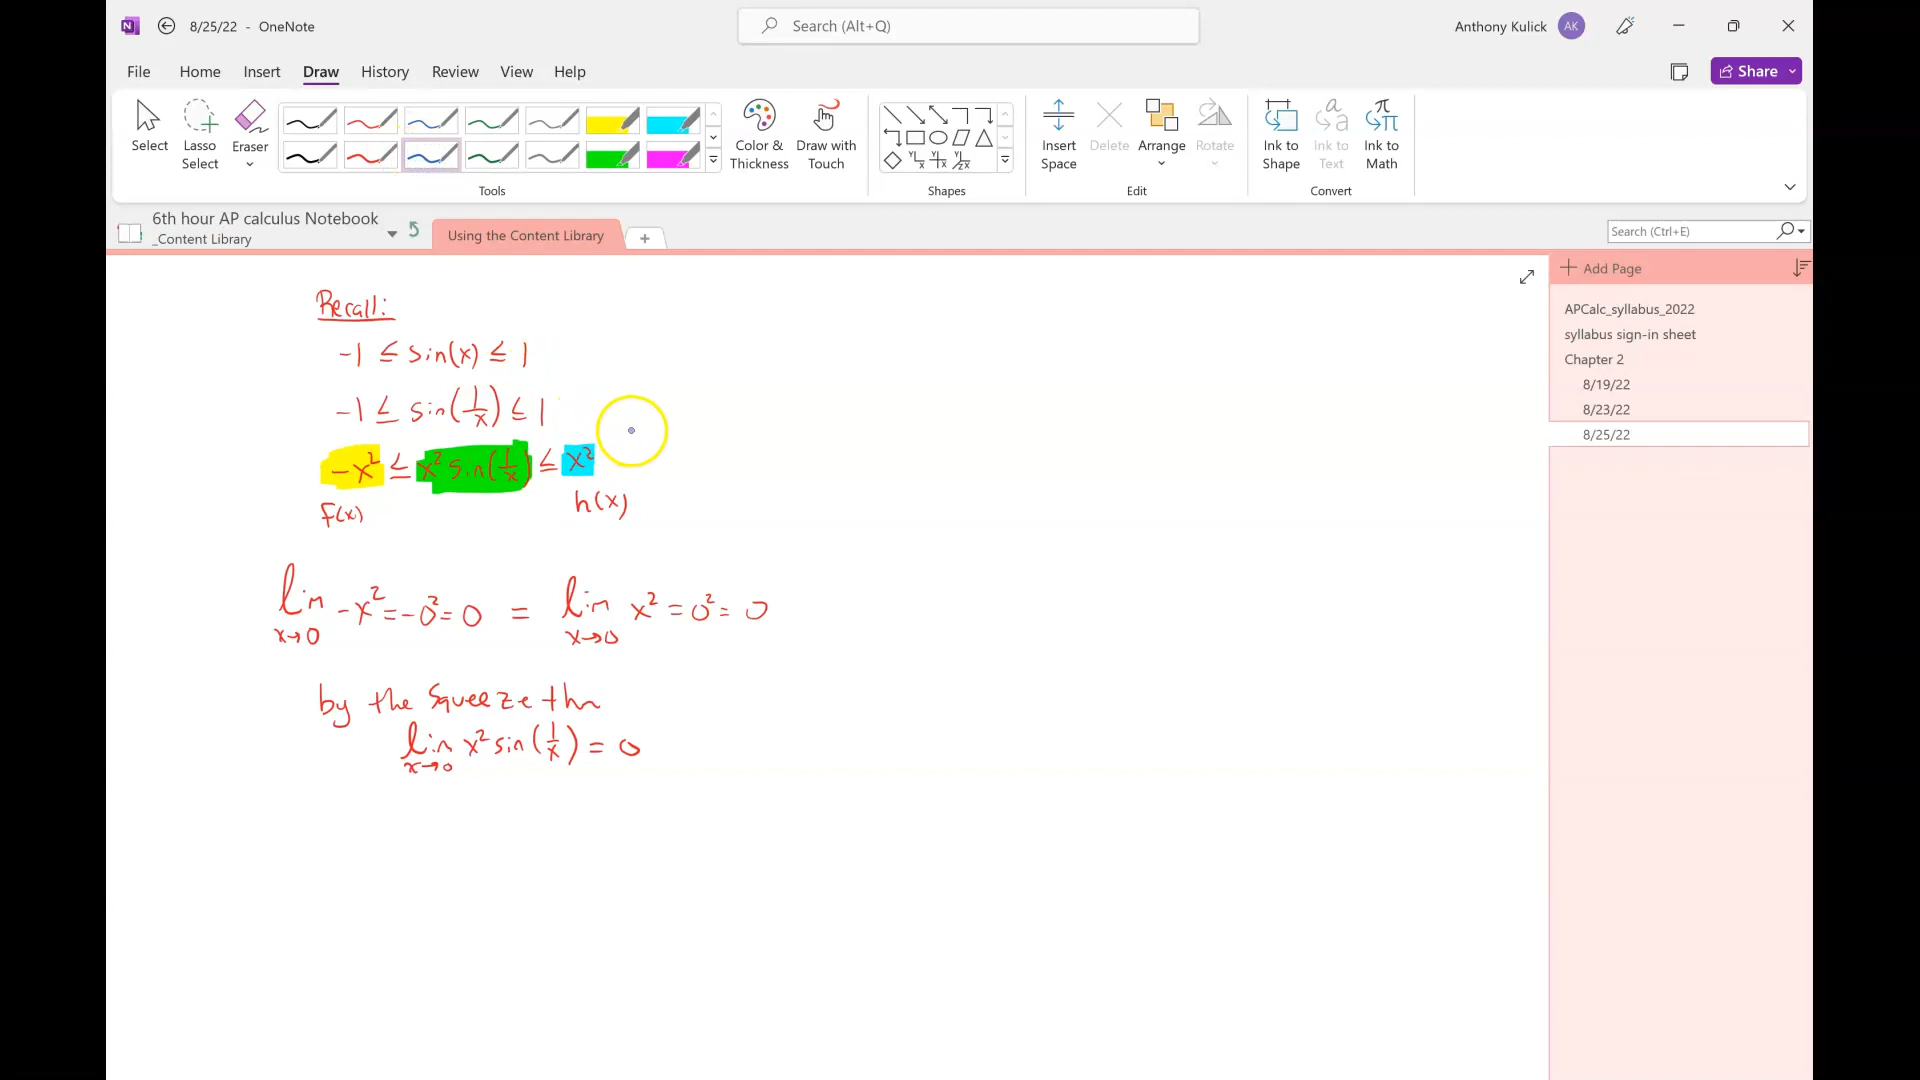 8/25/22 - OneNote
Search (Alt+Q)
Anthony Kulick AK
File Home Insert Draw History Review View Help
Share
Select
Lasso Select
Eraser
Color & Thickness
Draw with Touch
Insert Space
Delete
Arrange
Rotate
Ink to Shape
Ink to Text
Ink to Math
Tools
Shapes
Edit
Convert
6th hour AP calculus Notebook
_Content Library
Using the Content Library
Search (Ctrl+E)
Add Page
APCalc_syllabus_2022
syllabus sign-in sheet
Chapter 2
8/19/22
8/23/22
8/25/22
Recall:
-1 ≤ sin(x) ≤ 1
-1 ≤ sin(1/x) ≤ 1
-x² ≤ x² sin(1/x) ≤ x²
f(x) h(x)
lim x→0 -x² = -0² = 0 = lim x→0 x² = 0² = 0
by the squeeze thm
lim x→0 x² sin(1/x) = 0